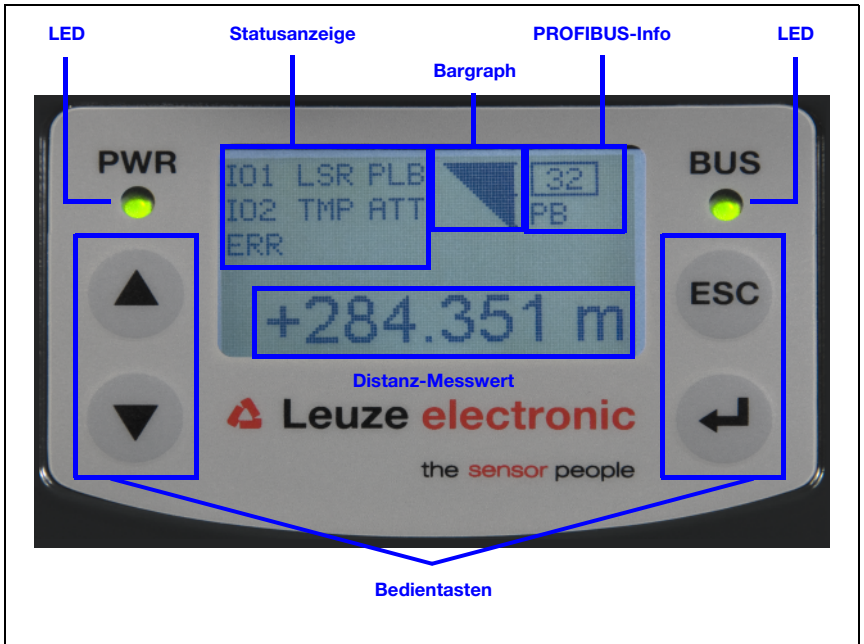 LED
Statusanzeige
PROFIBUS-Info
LED
Bargraph
PWR
BUS
IO1 LSR PLB
32
IO2 TMP ATT
PB
ERR
ESC
+284.351 m
Distanz-Messwert
Leuze electronic
the sensor people
Bedientasten